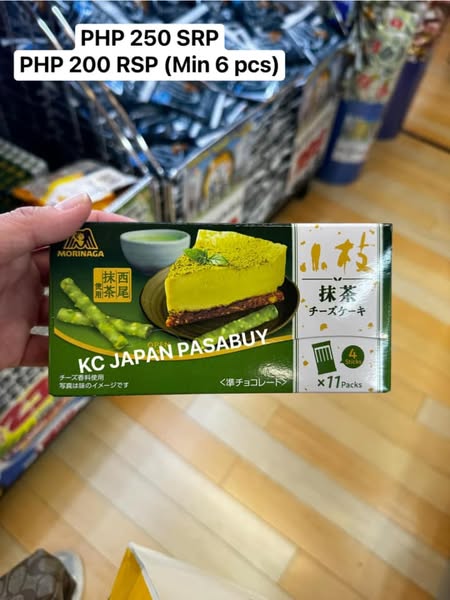 PHP 250 SRP
PHP 200 RSP (Min 6 pcs)
MORINAGA
西尾
抹茶
使用
小枝
抹茶
チーズケーキ
KC JAPAN PASABUY
4
Sticks
×11 Packs
チーズ香料使用
写真は味のイメージです
<準チョコレート>